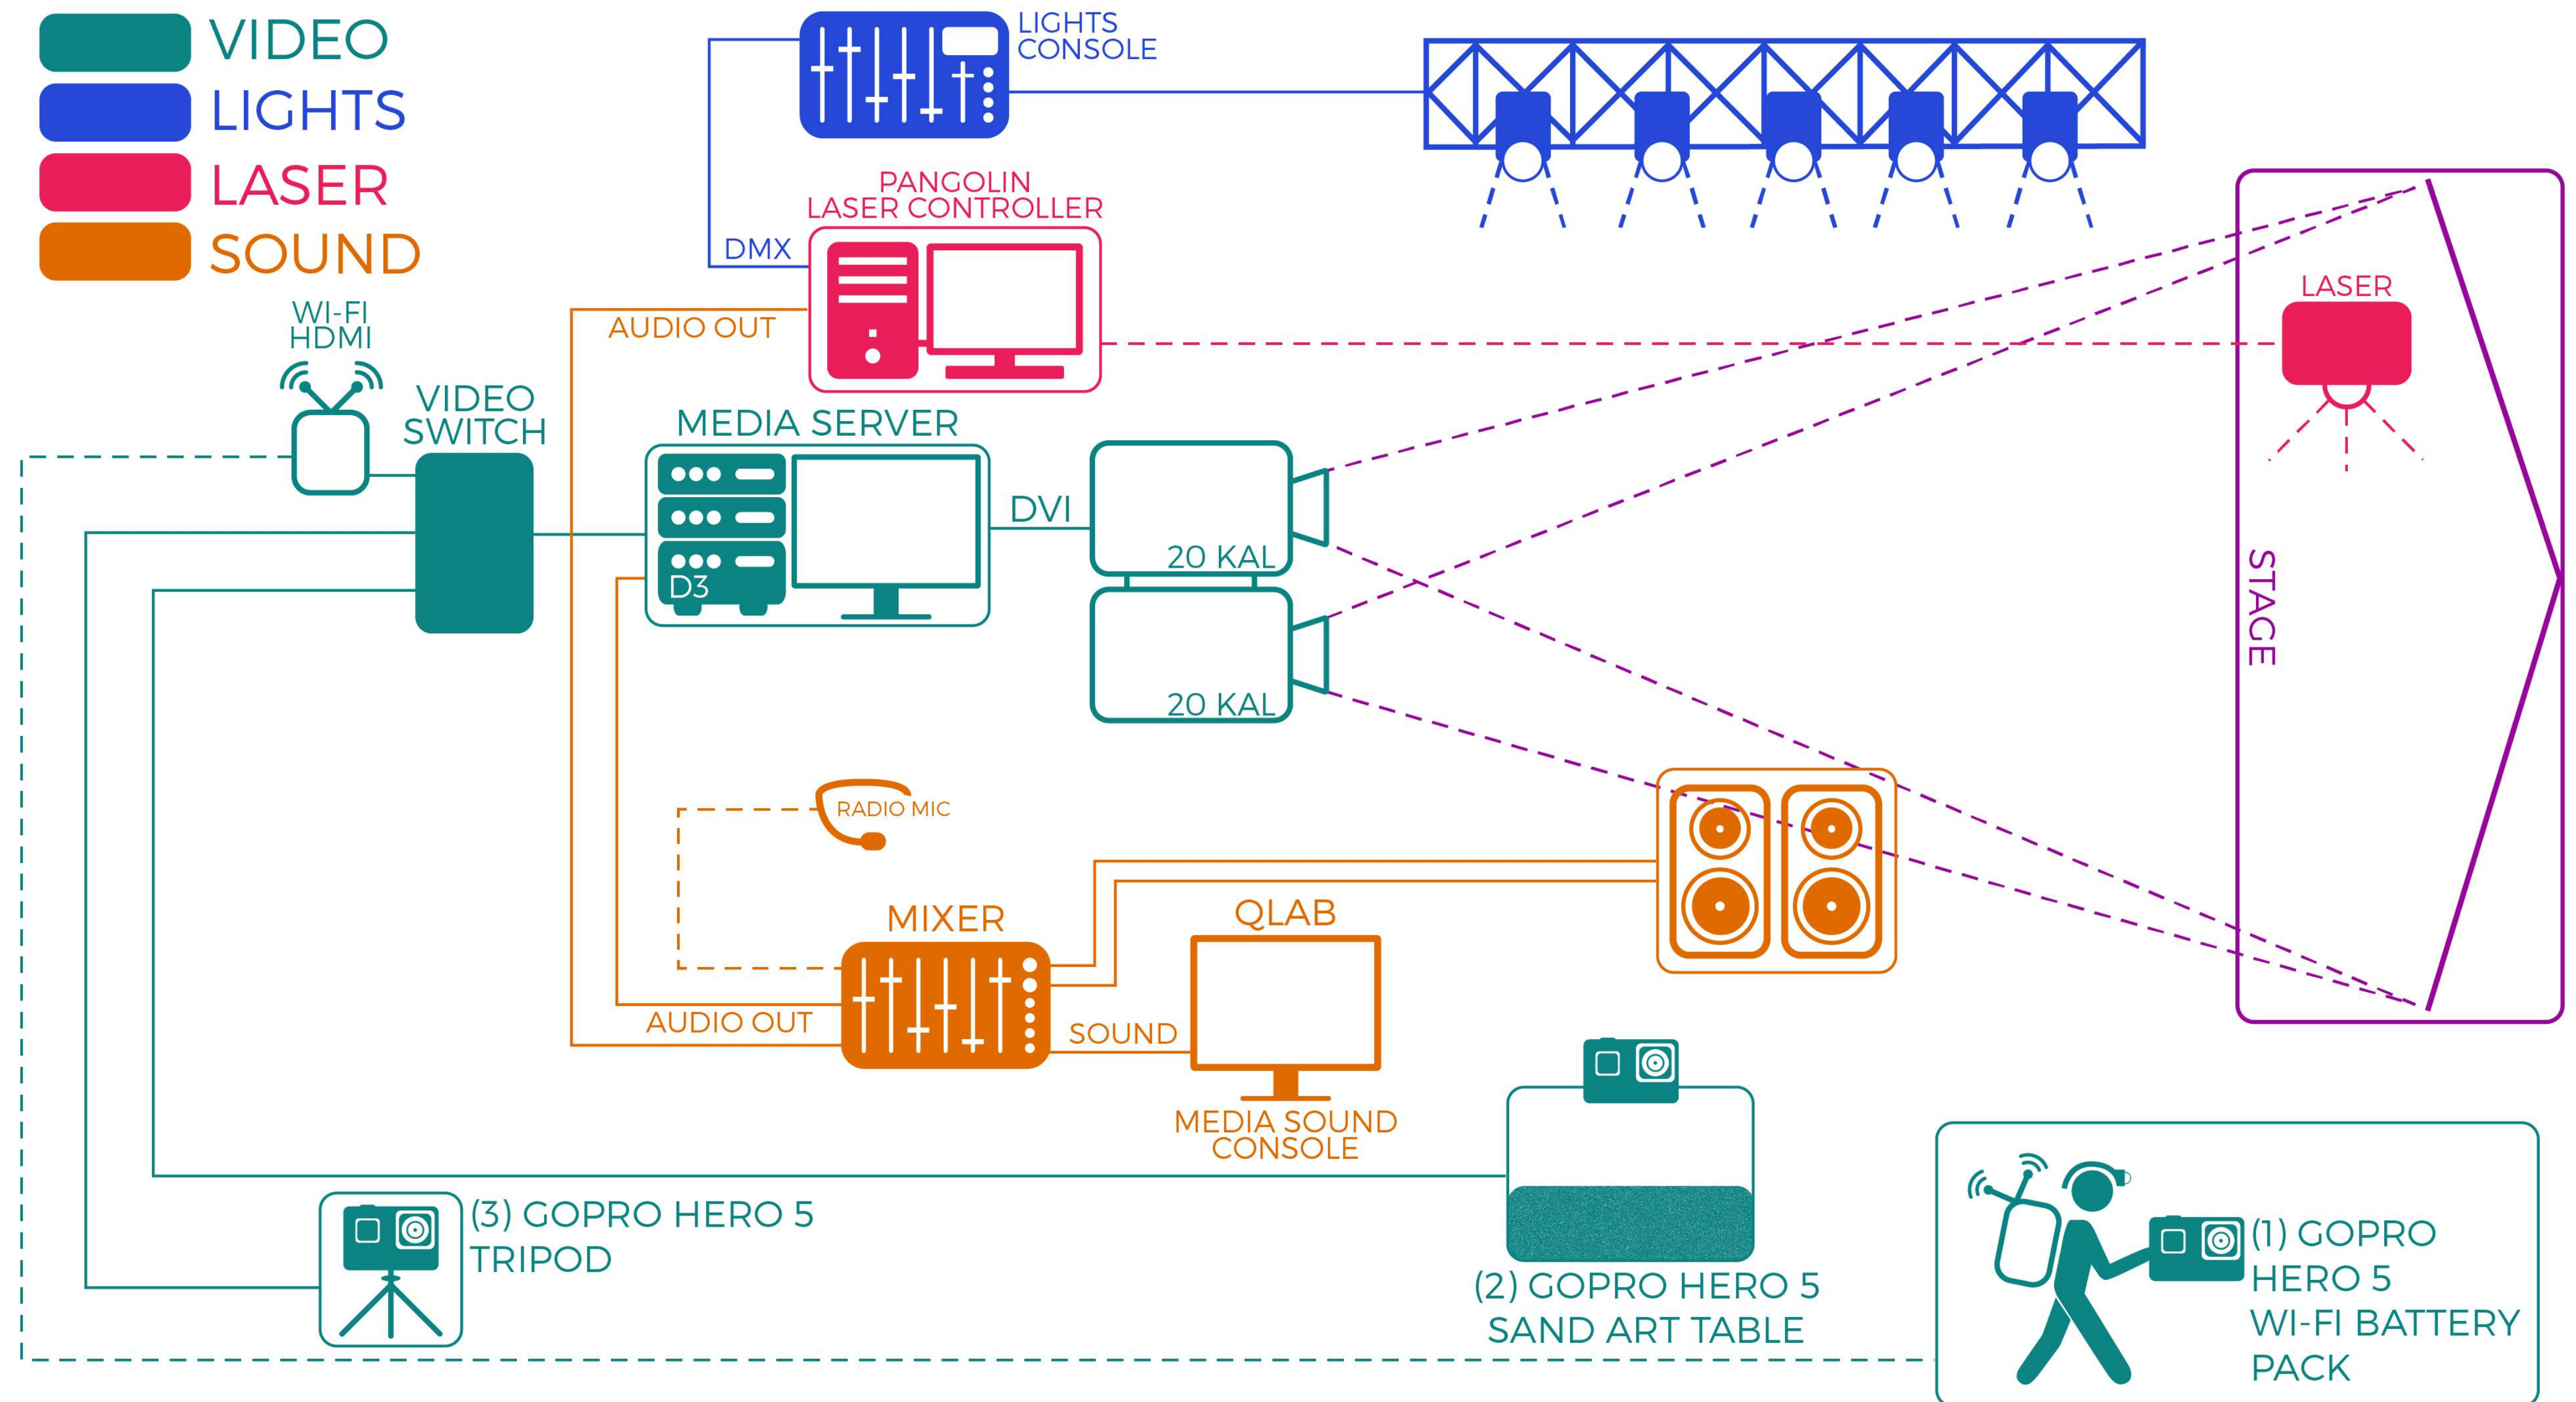 VIDEO
LIGHTS
LASER
SOUND
LIGHTS
CONSOLE
PANGOLIN
LASER CONTROLLER
DMX
AUDIO OUT
LASER
WI-FI
HDMI
VIDEO
SWITCH
MEDIA SERVER
D3
DVI
20 KAL
20 KAL
STAGE
RADIO MIC
MIXER
AUDIO OUT
SOUND
QLAB
MEDIA SOUND
CONSOLE
(3) GOPRO HERO 5
TRIPOD
(2) GOPRO HERO 5
SAND ART TABLE
(1) GOPRO
HERO 5
WI-FI BATTERY
PACK